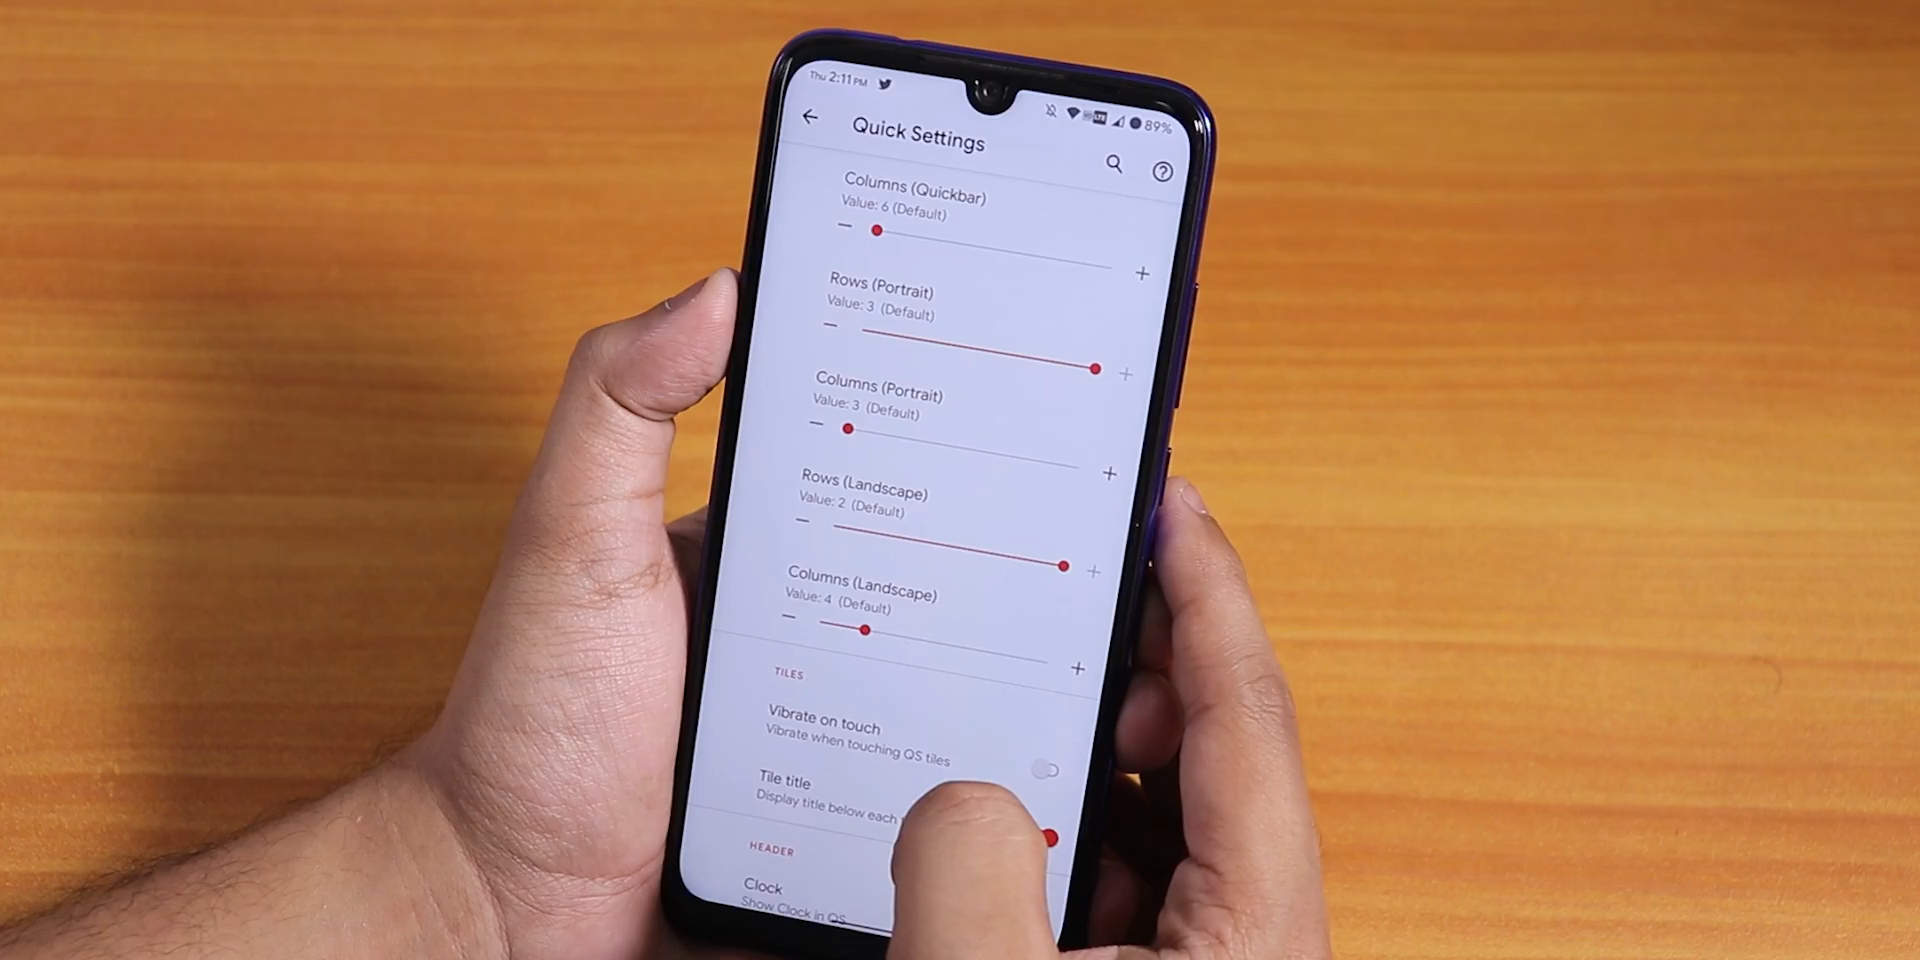 Thu 2:11PM
LTE 89%
Quick Settings
Columns (Quickbar)
Value: 6 (Default)
Rows (Portrait)
Value: 3 (Default)
Columns (Portrait)
Value: 3 (Default)
Rows (Landscape)
Value: 2 (Default)
Columns (Landscape)
Value: 4 (Default)
TILES
Vibrate on touch
Vibrate when touching QS tiles
Tile title
Display title below each
HEADER
Clock
Show Clock in QS